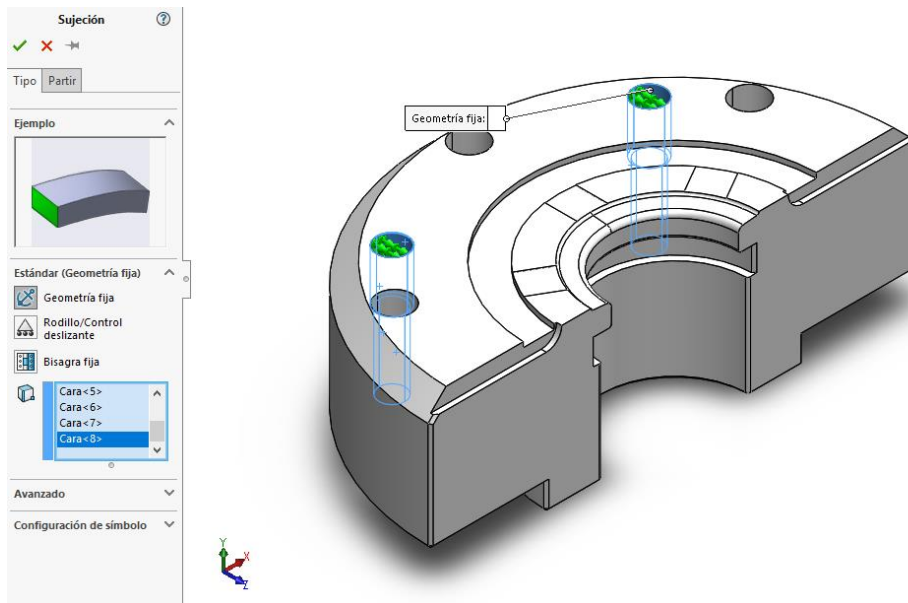 Sujeción
?
Tipo
Partir
Ejemplo
Estándar (Geometría fija)
Geometría fija
Rodillo/Control
deslizante
Bisagra fija
Cara<5>
Cara<6>
Cara<7>
Cara<8>
Avanzado
Configuración de símbolo
Geometría fija:
Y
X
Z